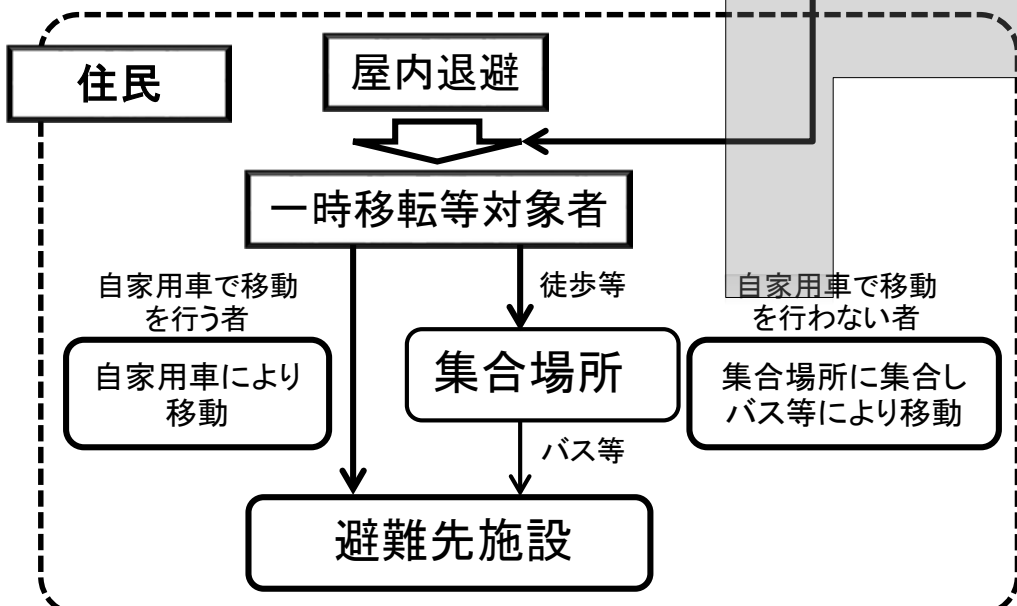 住民
屋内退避
一時移転等対象者
自家用車で移動
を行う者
徒歩等
自家用車で移動
を行わない者
自家用車により
移動
集合場所
集合場所に集合し
バス等により移動
バス等
避難先施設